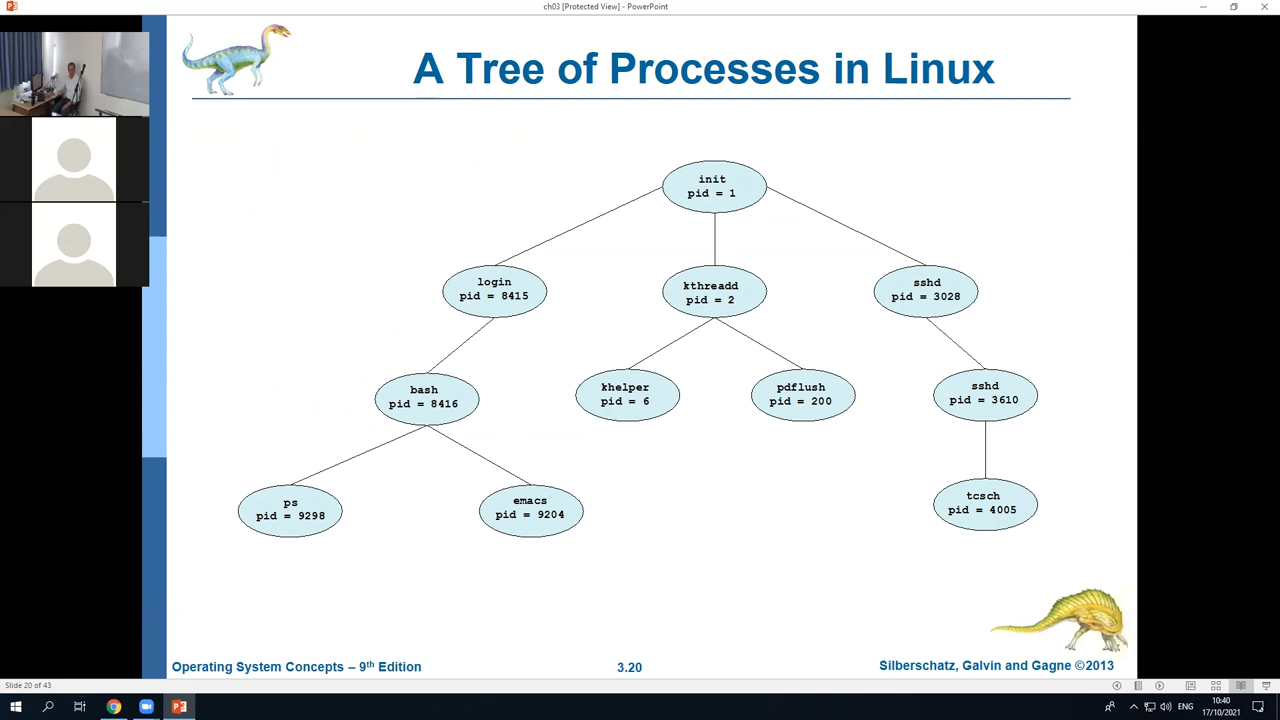 ch03 [Protected View] - PowerPoint
A Tree of Processes in Linux
init
pid = 1
login
pid = 8415
kthreadd
pid = 2
sshd
pid = 3028
bash
pid = 8416
khelper
pid = 6
pdflush
pid = 200
sshd
pid = 3610
ps
pid = 9298
emacs
pid = 9204
tcsch
pid = 4005
Operating System Concepts – 9th Edition
3.20
Silberschatz, Galvin and Gagne ©2013
Slide 20 of 43
ENG
10:40
17/10/2021